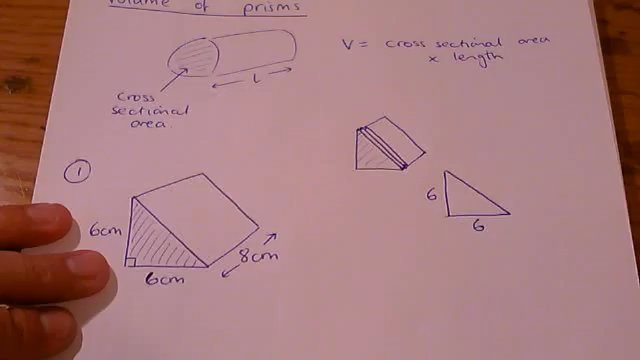 Volume of prisms
V = cross sectional area
x length
L
cross
sectional
area.
1
6cm
6cm
8cm
6
6